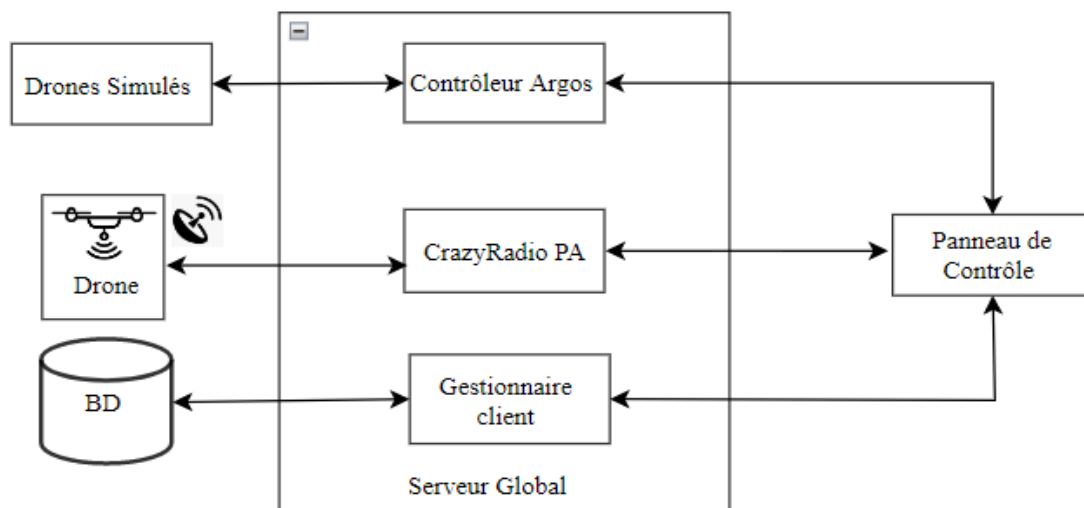 Drones Simulés
Contrôleur Argos
Drone
CrazyRadio PA
Panneau de
Contrôle
BD
Gestionnaire
client
Serveur Global